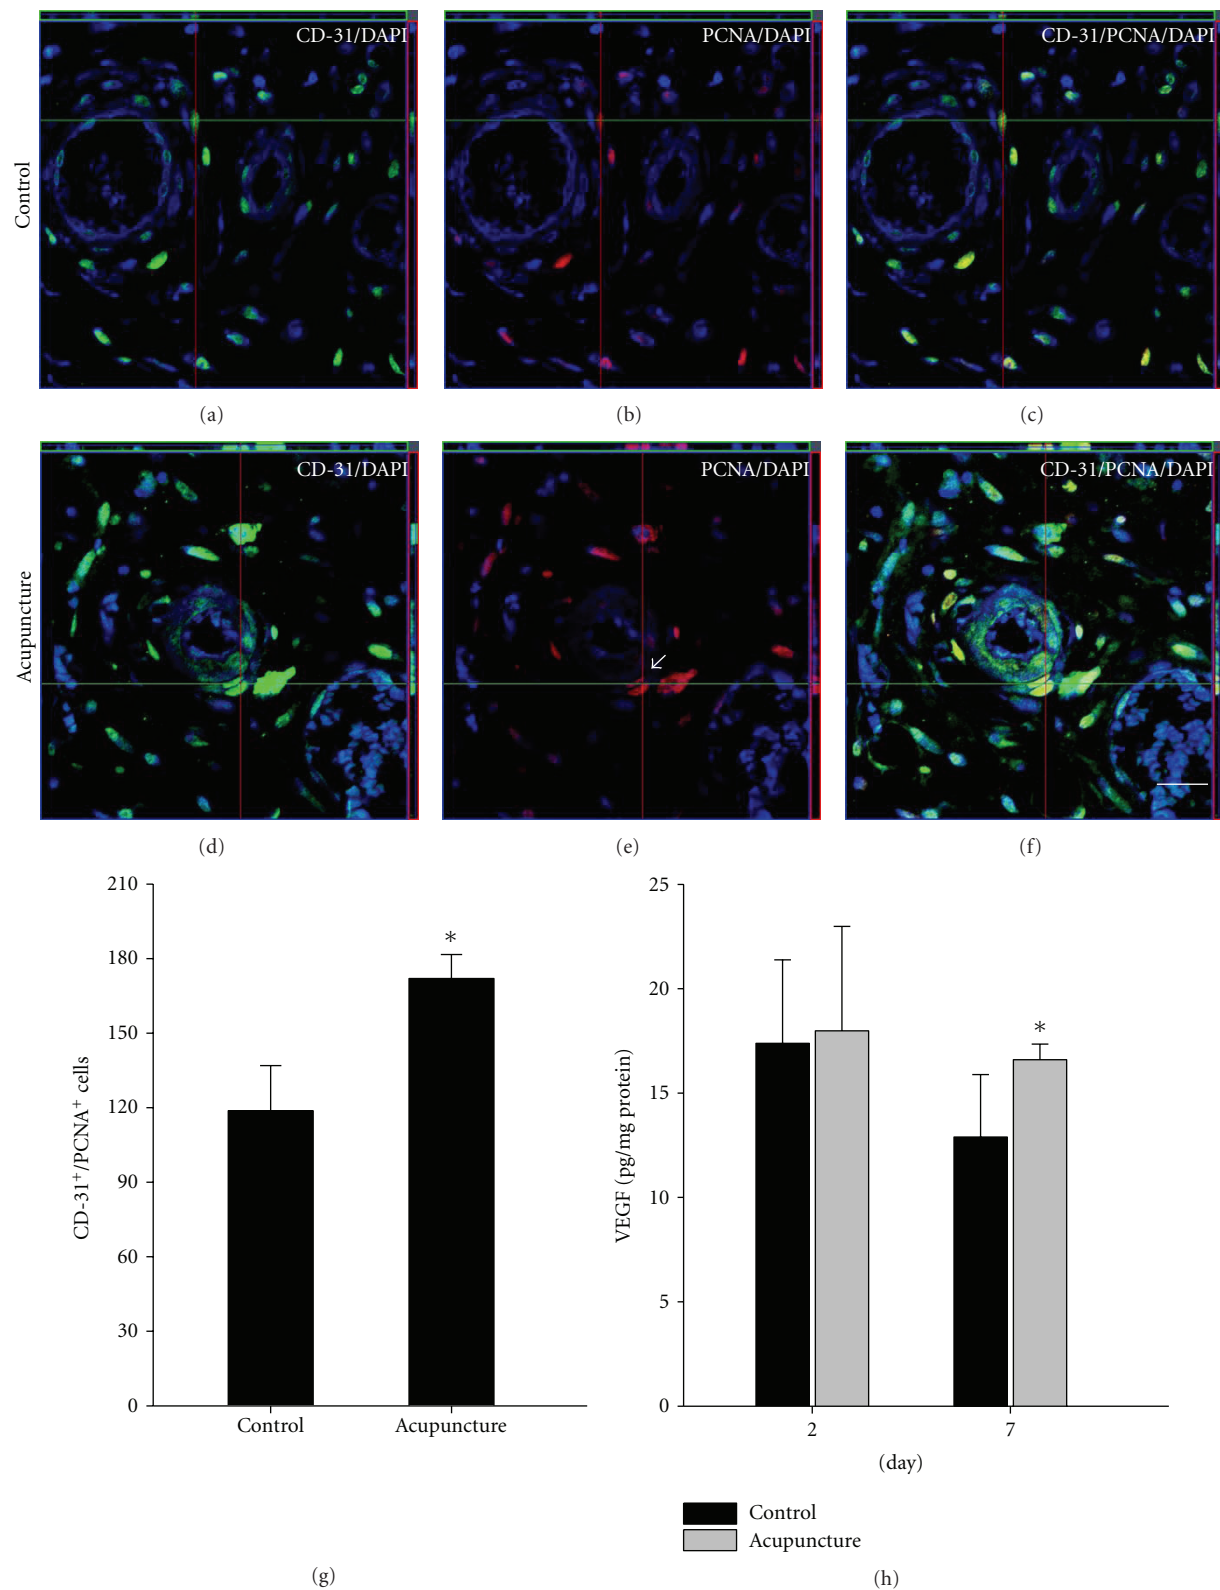 CD-31/DAPI
PCNA/DAPI
CD-31/PCNA/DAPI
Control
(a)
(b)
(c)
CD-31/DAPI
PCNA/DAPI
CD-31/PCNA/DAPI
Acupuncture
(d)
(e)
(f)
210
180
150
120
90
60
30
0
CD-31⁺/PCNA⁺ cells
*
Control
Acupuncture
(g)
25
20
15
10
5
0
VEGF (pg/mg protein)
*
2
7
(day)
Control
Acupuncture
(h)